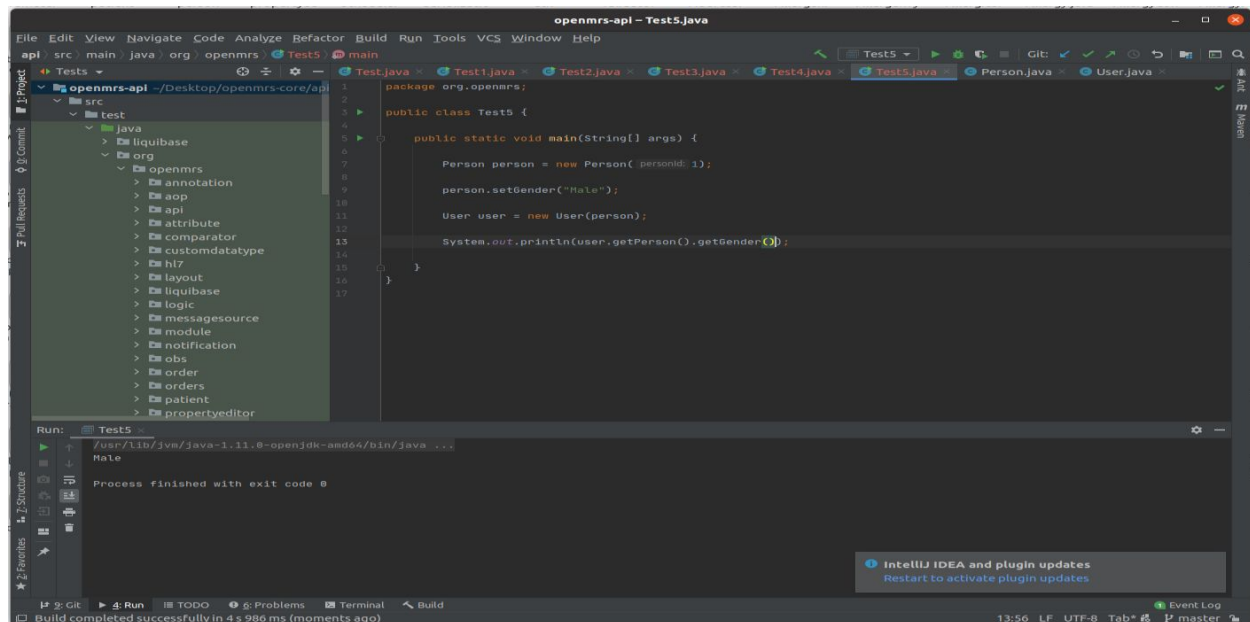 openmrs-api – Test5.java
File Edit View Navigate Code Analyze Refactor Build Run Tools VCS Window Help
api src main java org openmrs Test5 main Test5 Git:
Tests Test.java Test1.java Test2.java Test3.java Test4.java Test5.java Person.java User.java
1: Project
0: Commit
Pull Requests
Ant
Maven
openmrs-api ~/Desktop/openmrs-core/api
src
test
java
liquibase
org
openmrs
annotation
aop
api
attribute
comparator
customdatatype
hl7
layout
liquibase
logic
messagesource
module
notification
obs
order
orders
patient
propertyeditor
1 package org.openmrs;
2
3 public class Test5 {
4
5 public static void main(String[] args) {
6
7 Person person = new Person( personId: 1);
8
9 person.setGender("Male");
10
11 User user = new User(person);
12
13 System.out.println(user.getPerson().getGender());
14
15 }
16 }
17
Run: Test5
/usr/lib/jvm/java-1.11.0-openjdk-amd64/bin/java ...
Male
Process finished with exit code 0
7: Structure
2: Favorites
IntelliJ IDEA and plugin updates
Restart to activate plugin updates
9: Git 4: Run TODO 6: Problems Terminal Build 1 Event Log
Build completed successfully in 4 s 986 ms (moments ago) 13:56 LF UTF-8 Tab* master